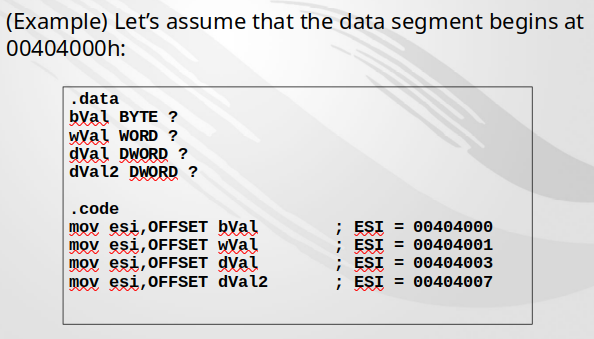 (Example) Let’s assume that the data segment begins at
00404000h:
.data
bVal BYTE ?
wVal WORD ?
dVal DWORD ?
dVal2 DWORD ?
.code
mov esi,OFFSET bVal ; ESI = 00404000
mov esi,OFFSET wVal ; ESI = 00404001
mov esi,OFFSET dVal ; ESI = 00404003
mov esi,OFFSET dVal2 ; ESI = 00404007